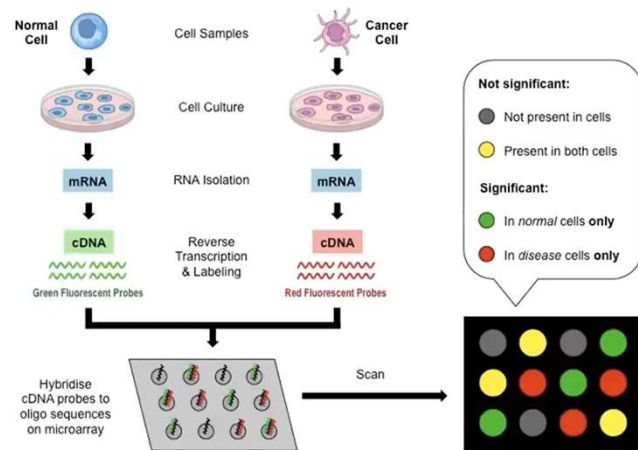 Normal
Cell
Cell Samples
Cancer
Cell
Cell Culture
mRNA
RNA Isolation
mRNA
cDNA
Reverse
Transcription
& Labeling
cDNA
Green Fluorescent Probes
Red Fluorescent Probes
Hybridise
cDNA probes to
oligo sequences
on microarray
Scan
Not significant:
Not present in cells
Present in both cells
Significant:
In normal cells only
In disease cells only